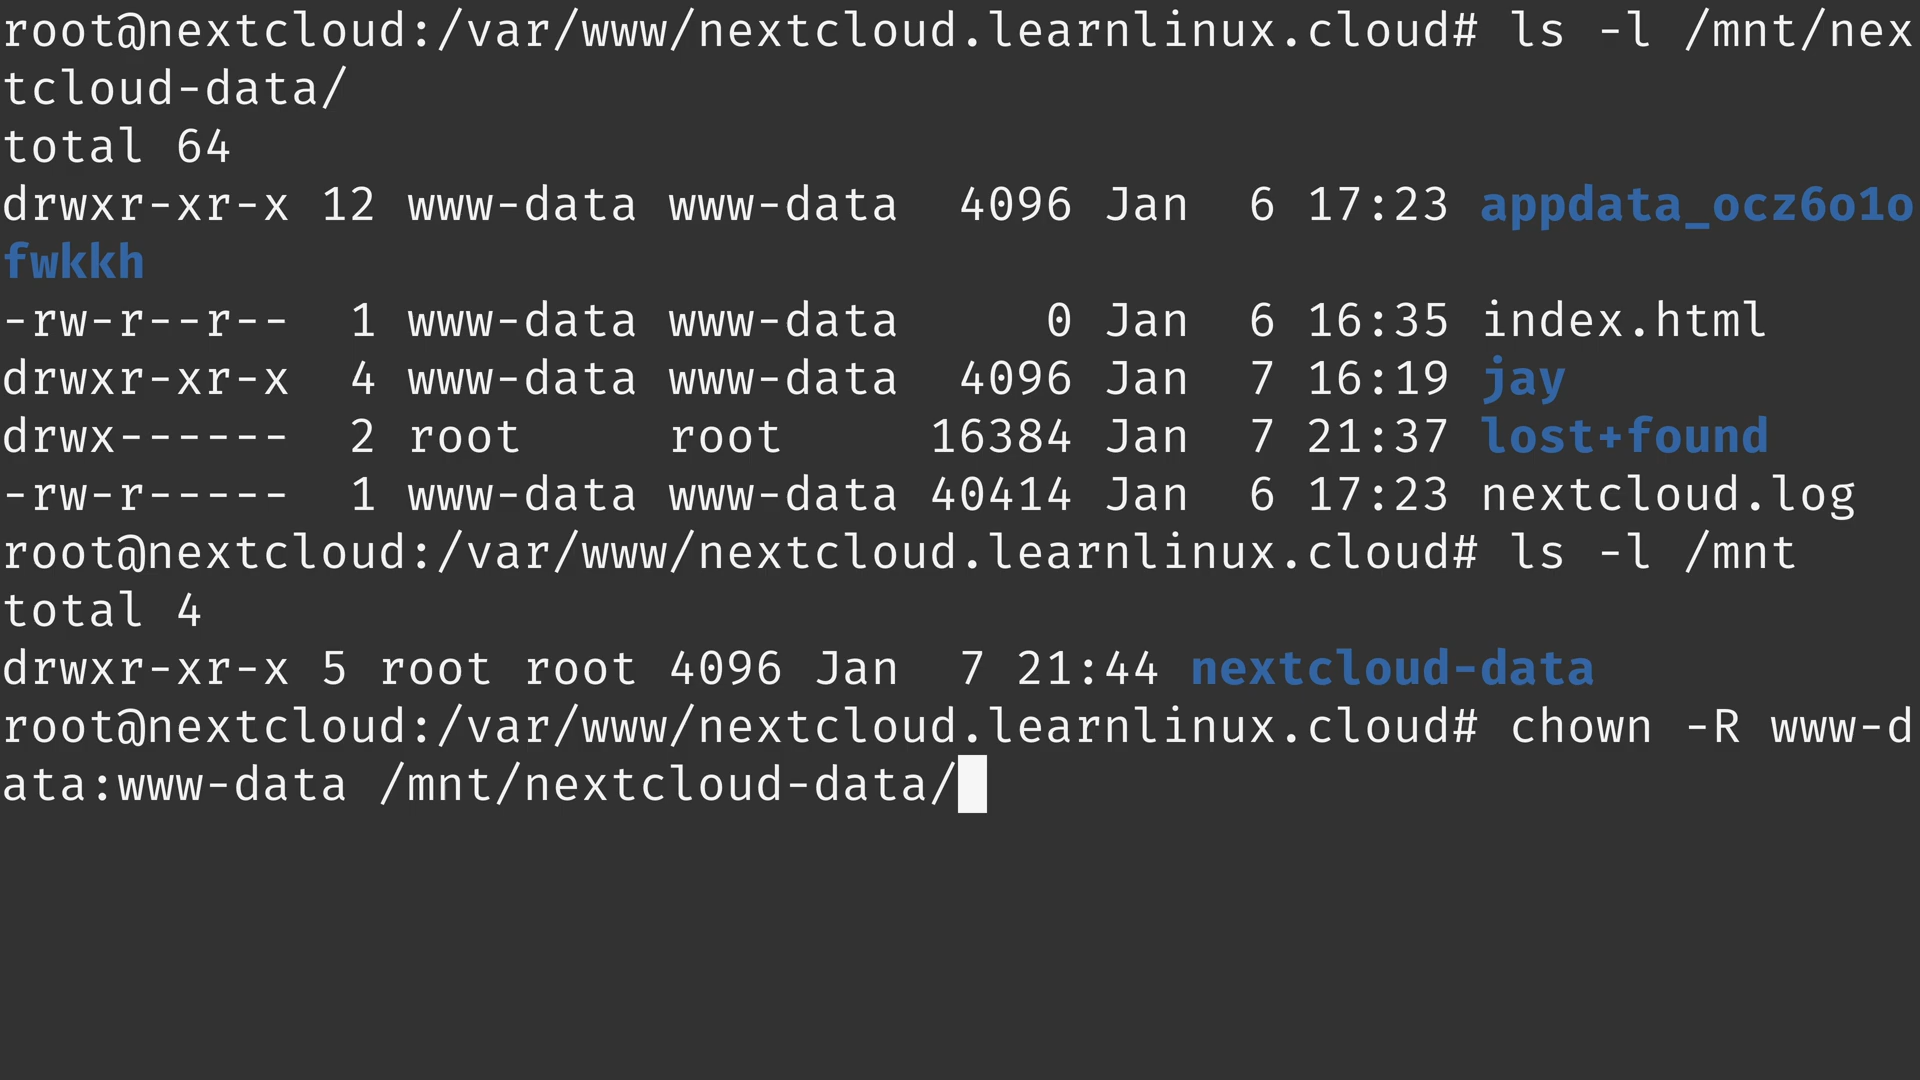 root@nextcloud:/var/www/nextcloud.learnlinux.cloud# ls -l /mnt/nex
tcloud-data/
total 64
drwxr-xr-x 12 www-data www-data  4096 Jan  6 17:23 appdata_ocz6o1o
fwkkh
-rw-r--r--  1 www-data www-data     0 Jan  6 16:35 index.html
drwxr-xr-x  4 www-data www-data  4096 Jan  7 16:19 jay
drwx------  2 root     root     16384 Jan  7 21:37 lost+found
-rw-r-----  1 www-data www-data 40414 Jan  6 17:23 nextcloud.log
root@nextcloud:/var/www/nextcloud.learnlinux.cloud# ls -l /mnt
total 4
drwxr-xr-x 5 root root 4096 Jan  7 21:44 nextcloud-data
root@nextcloud:/var/www/nextcloud.learnlinux.cloud# chown -R www-d
ata:www-data /mnt/nextcloud-data/